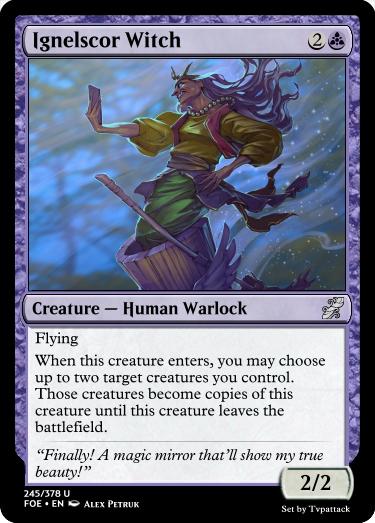 Ignelscor Witch 2
Creature — Human Warlock
Flying
When this creature enters, you may choose
up to two target creatures you control.
Those creatures become copies of this
creature until this creature leaves the
battlefield.
“Finally! A magic mirror that’ll show my true
beauty!”
2/2
245/378 U
FOE • EN Alex Petruk
Set by Tvpattack